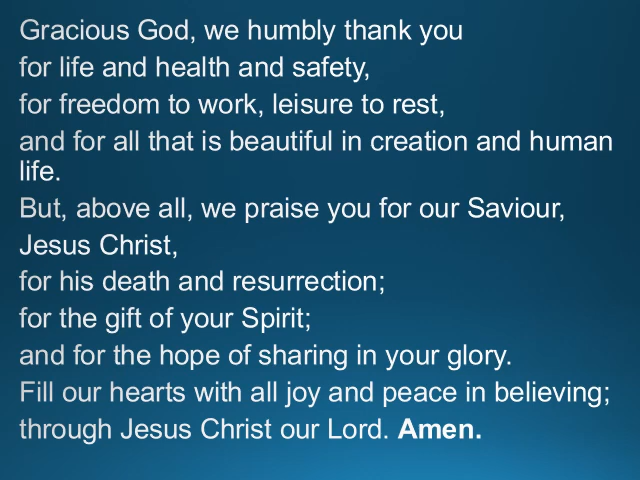 Gracious God, we humbly thank you
for life and health and safety,
for freedom to work, leisure to rest,
and for all that is beautiful in creation and human
life.
But, above all, we praise you for our Saviour,
Jesus Christ,
for his death and resurrection;
for the gift of your Spirit;
and for the hope of sharing in your glory.
Fill our hearts with all joy and peace in believing;
through Jesus Christ our Lord. Amen.